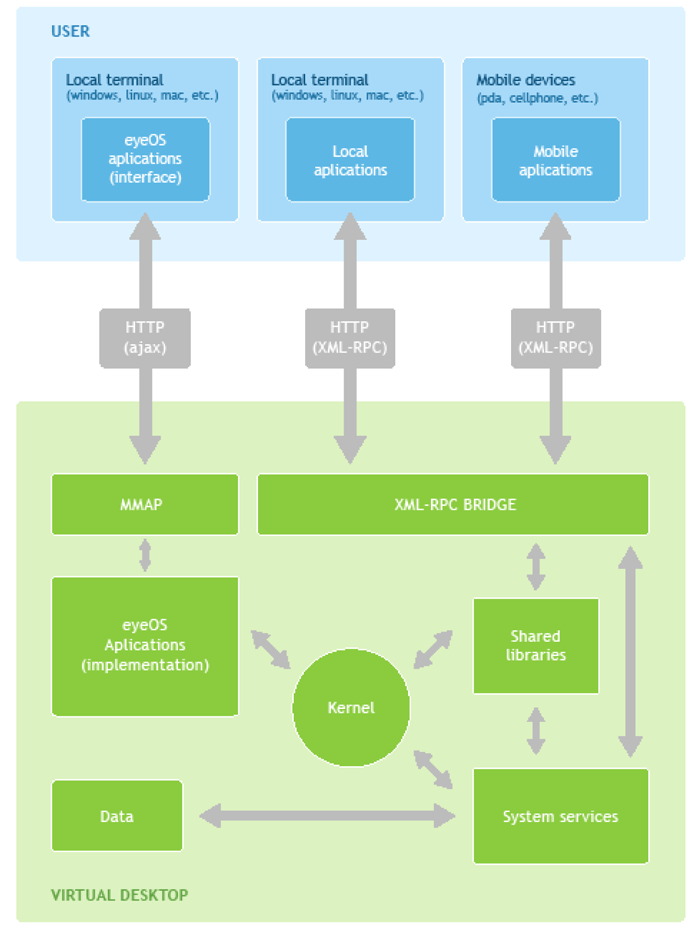 USER
Local terminal
(windows, linux, mac, etc.)
eyeOS
aplications
(interface)
Local terminal
(windows, linux, mac, etc.)
Local
aplications
Mobile devices
(pda, cellphone, etc.)
Mobile
aplications
HTTP
(ajax)
HTTP
(XML-RPC)
HTTP
(XML-RPC)
MMAP
XML-RPC BRIDGE
eyeOS
Aplications
(implementation)
Kernel
Shared
libraries
Data
System services
VIRTUAL DESKTOP